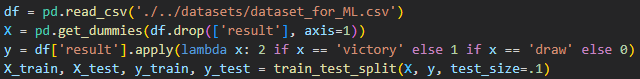 df = pd.read_csv('./../datasets/dataset_for_ML.csv')
X = pd.get_dummies(df.drop(['result'], axis=1))
y = df['result'].apply(lambda x: 2 if x == 'victory' else 1 if x == 'draw' else 0)
X_train, X_test, y_train, y_test = train_test_split(X, y, test_size=.1)